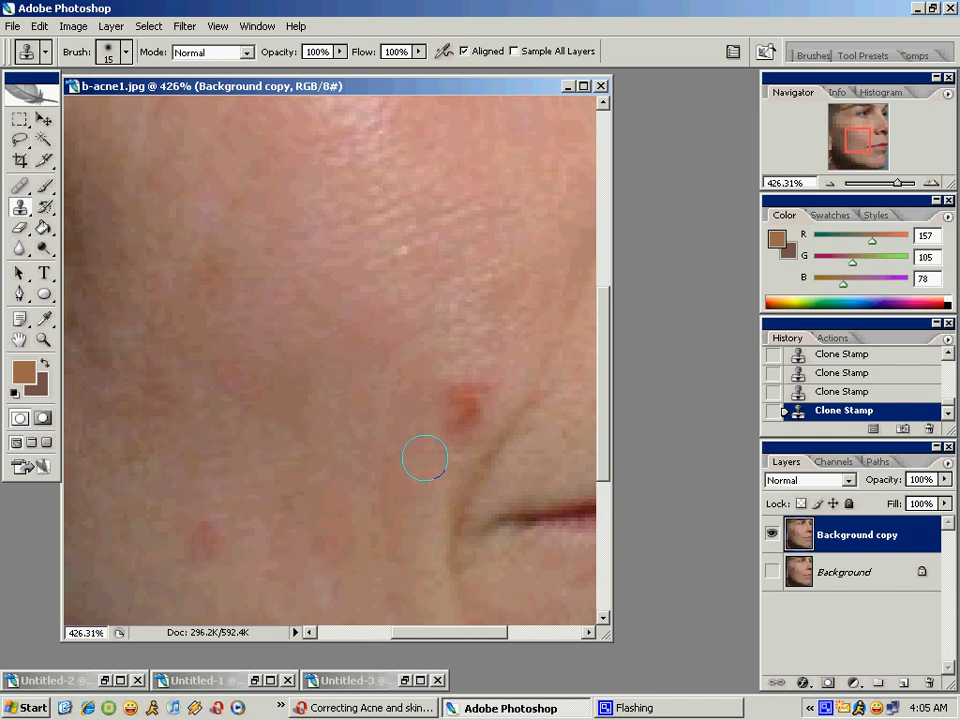 Adobe Photoshop
File Edit Image Layer Select Filter View Window Help
Brush: 15 Mode: Normal Opacity: 100% Flow: 100% Aligned Sample All Layers Brushes Tool Presets Comps
b-acne1.jpg @ 426% (Background copy, RGB/8#)
Navigator Info Histogram
426.31%
Color Swatches Styles
R 157
G 105
B 78
History Actions
Clone Stamp
Clone Stamp
Clone Stamp
Clone Stamp
Layers Channels Paths
Normal Opacity: 100%
Lock: Fill: 100%
Background copy
Background
426.31% Doc: 296.2K/592.4K
Untitled-2 @... Untitled-1 @... Untitled-3 @...
Start Correcting Acne and skin... Adobe Photoshop Flashing 4:05 AM